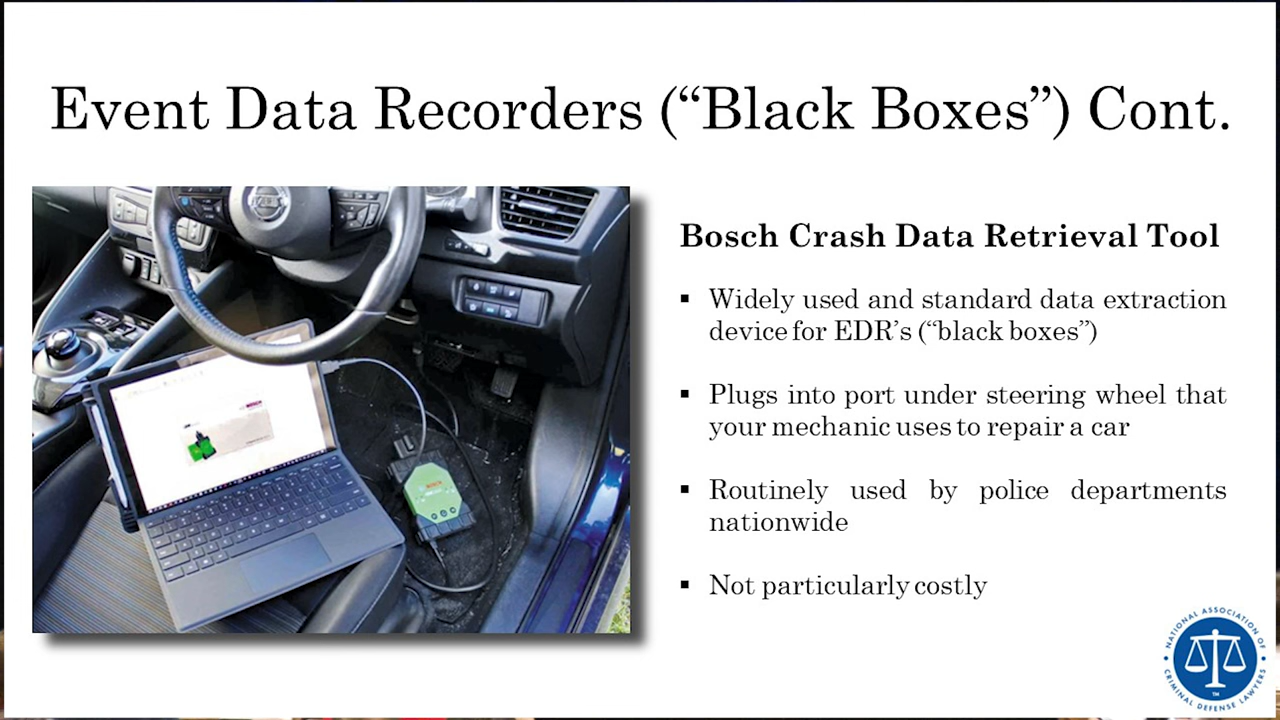 Event Data Recorders (“Black Boxes”) Cont.
Bosch Crash Data Retrieval Tool
▪ Widely used and standard data extraction
device for EDR’s (“black boxes”)
▪ Plugs into port under steering wheel that
your mechanic uses to repair a car
▪ Routinely used by police departments
nationwide
▪ Not particularly costly
NATIONAL ASSOCIATION OF
CRIMINAL DEFENSE LAWYERS
TM